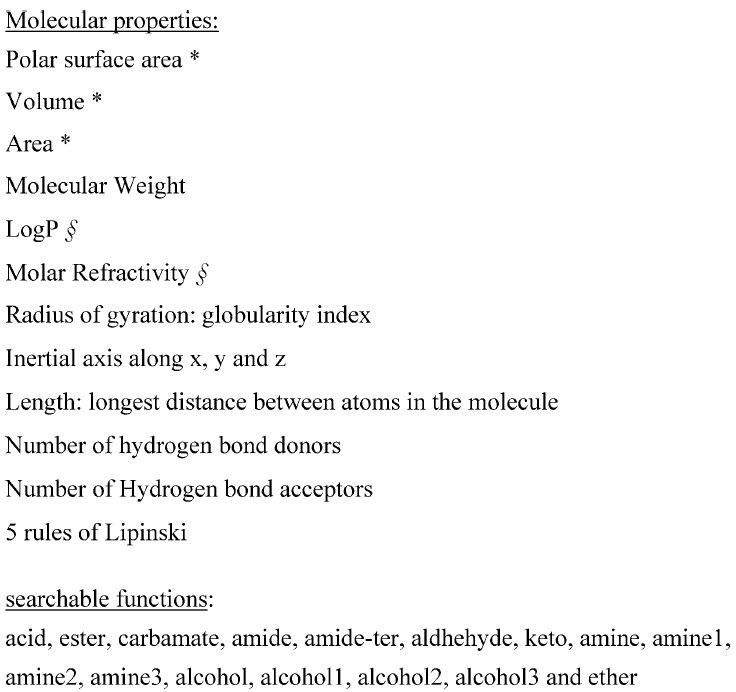 Molecular properties:
Polar surface area *
Volume *
Area *
Molecular Weight
LogP §
Molar Refractivity §
Radius of gyration: globularity index
Inertial axis along x, y and z
Length: longest distance between atoms in the molecule
Number of hydrogen bond donors
Number of Hydrogen bond acceptors
5 rules of Lipinski
searchable functions:
acid, ester, carbamate, amide, amide-ter, aldhehyde, keto, amine, amine1,
amine2, amine3, alcohol, alcohol1, alcohol2, alcohol3 and ether